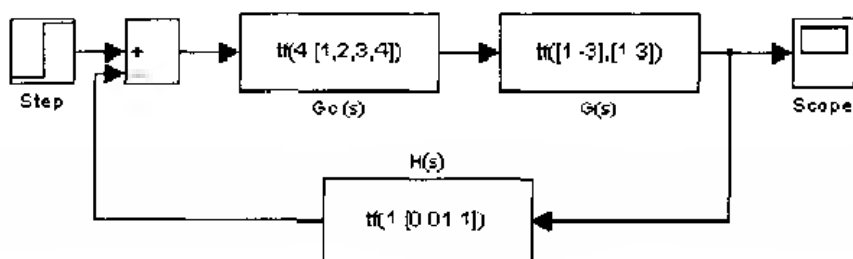 tf(4 [1,2,3,4])
tf([1 -3],[1 3])
+
Step
Gc(s)
G(s)
Scope
H(s)
tf(1 [0 01 1])